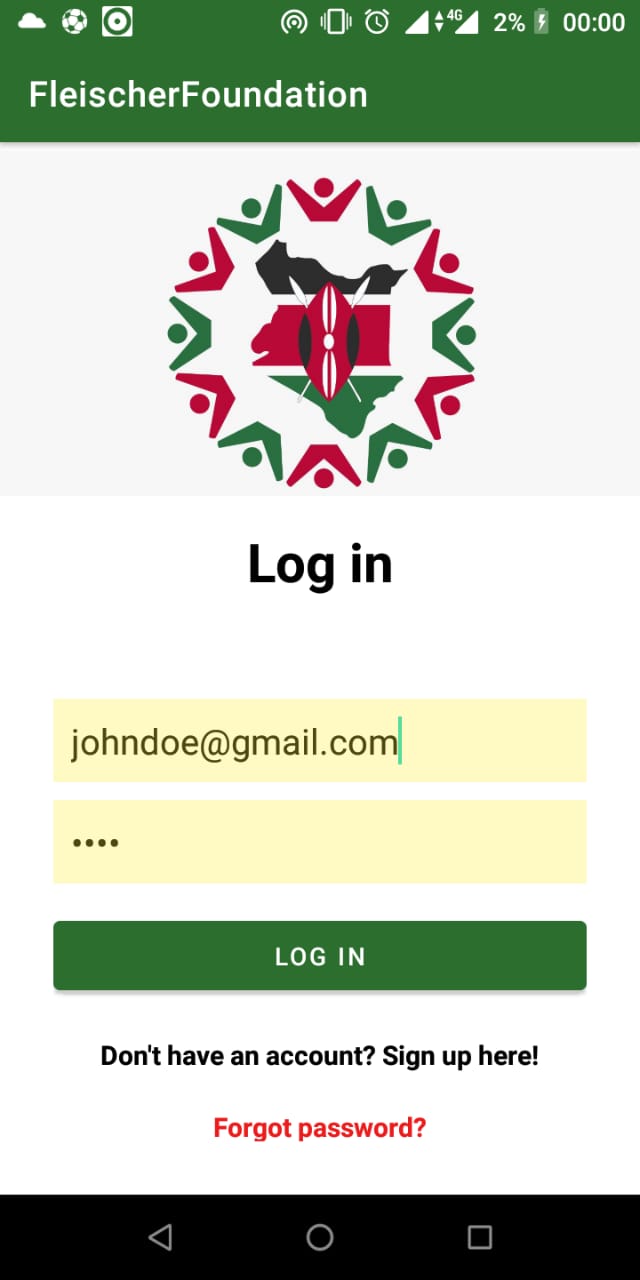 4G 2% 00:00
FleischerFoundation
Log in
johndoe@gmail.com
••••
LOG IN
Don't have an account? Sign up here!
Forgot password?